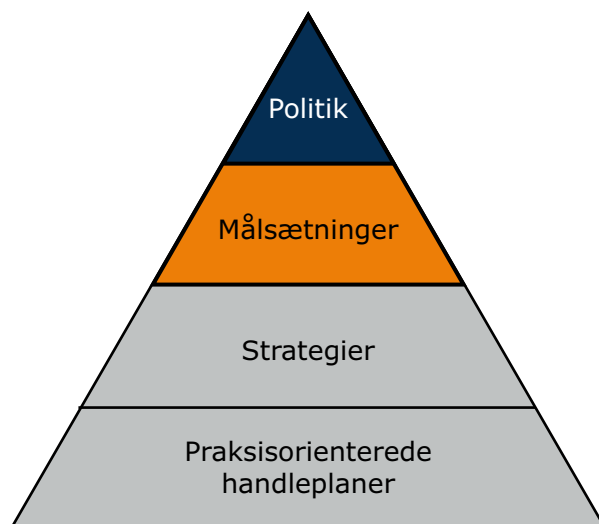 Politik
Målsætninger
Strategier
Praksisorienterede
handleplaner